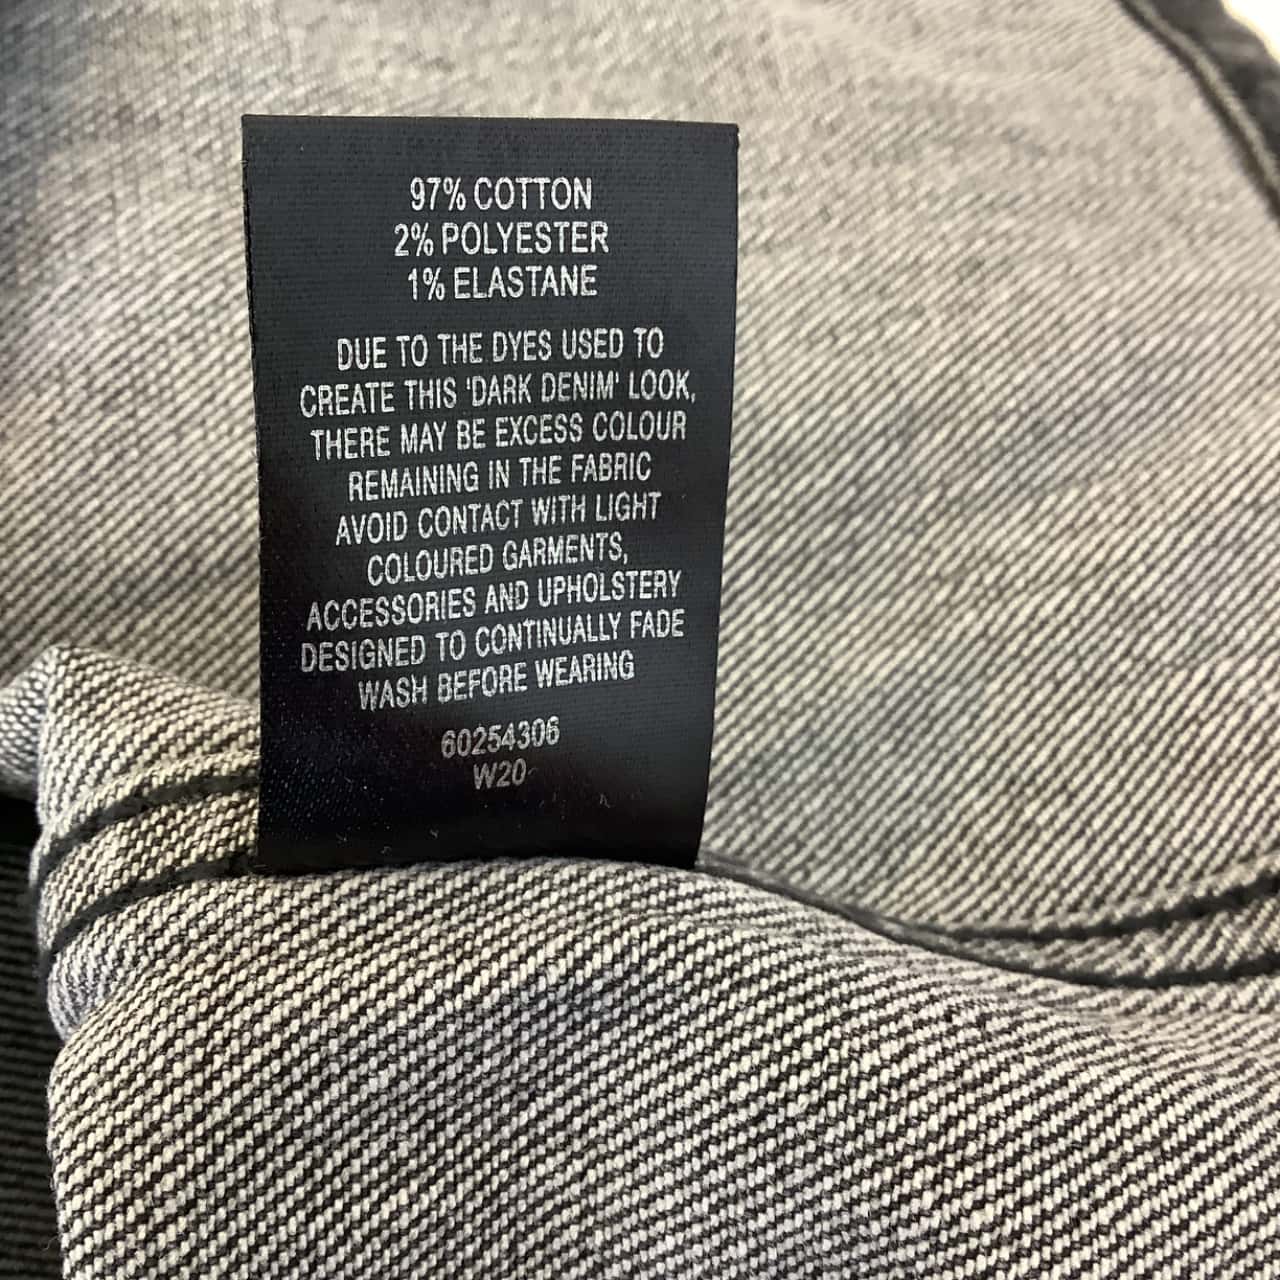 97% COTTON
2% POLYESTER
1% ELASTANE
DUE TO THE DYES USED TO
CREATE THIS 'DARK DENIM' LOOK,
THERE MAY BE EXCESS COLOUR
REMAINING IN THE FABRIC
AVOID CONTACT WITH LIGHT
COLOURED GARMENTS,
ACCESSORIES AND UPHOLSTERY
DESIGNED TO CONTINUALLY FADE
WASH BEFORE WEARING
60254306
W20